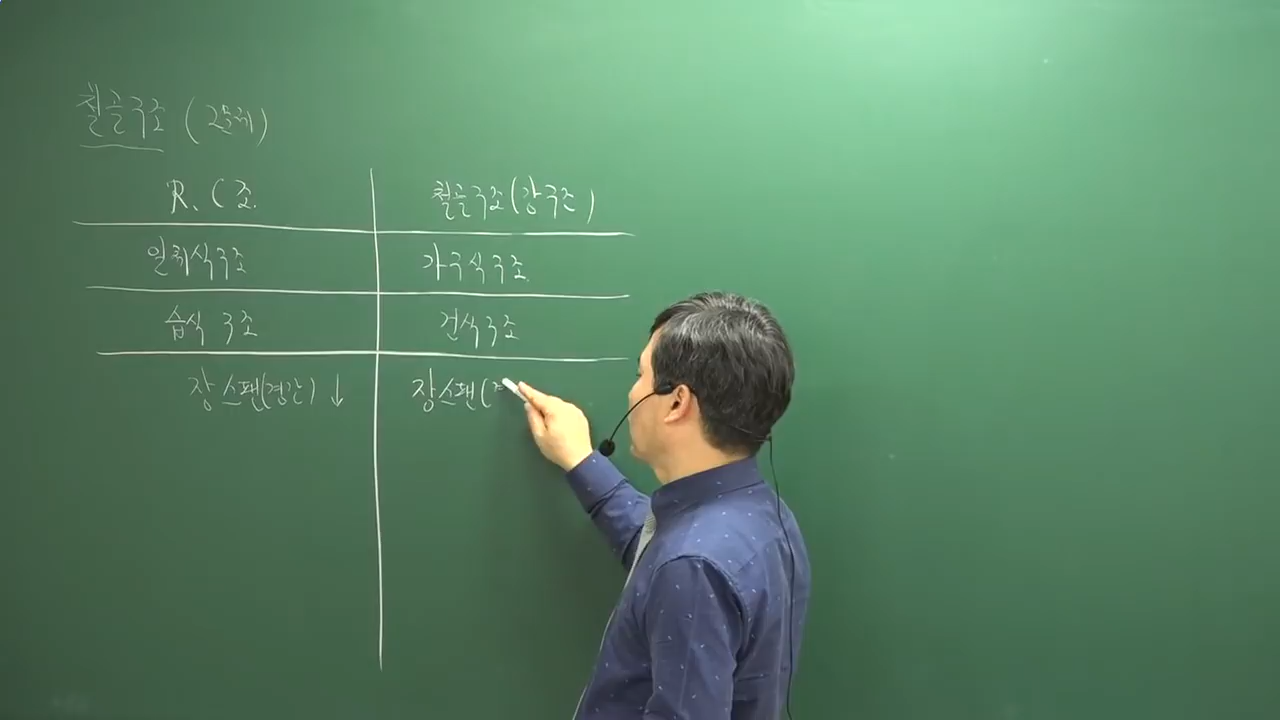 철골구조 (2문제)
R.C조.
철골구조(강구조)
일체식구조
가구식구조.
습식 구조
건식구조
장스팬(경간) ↓
장스팬(